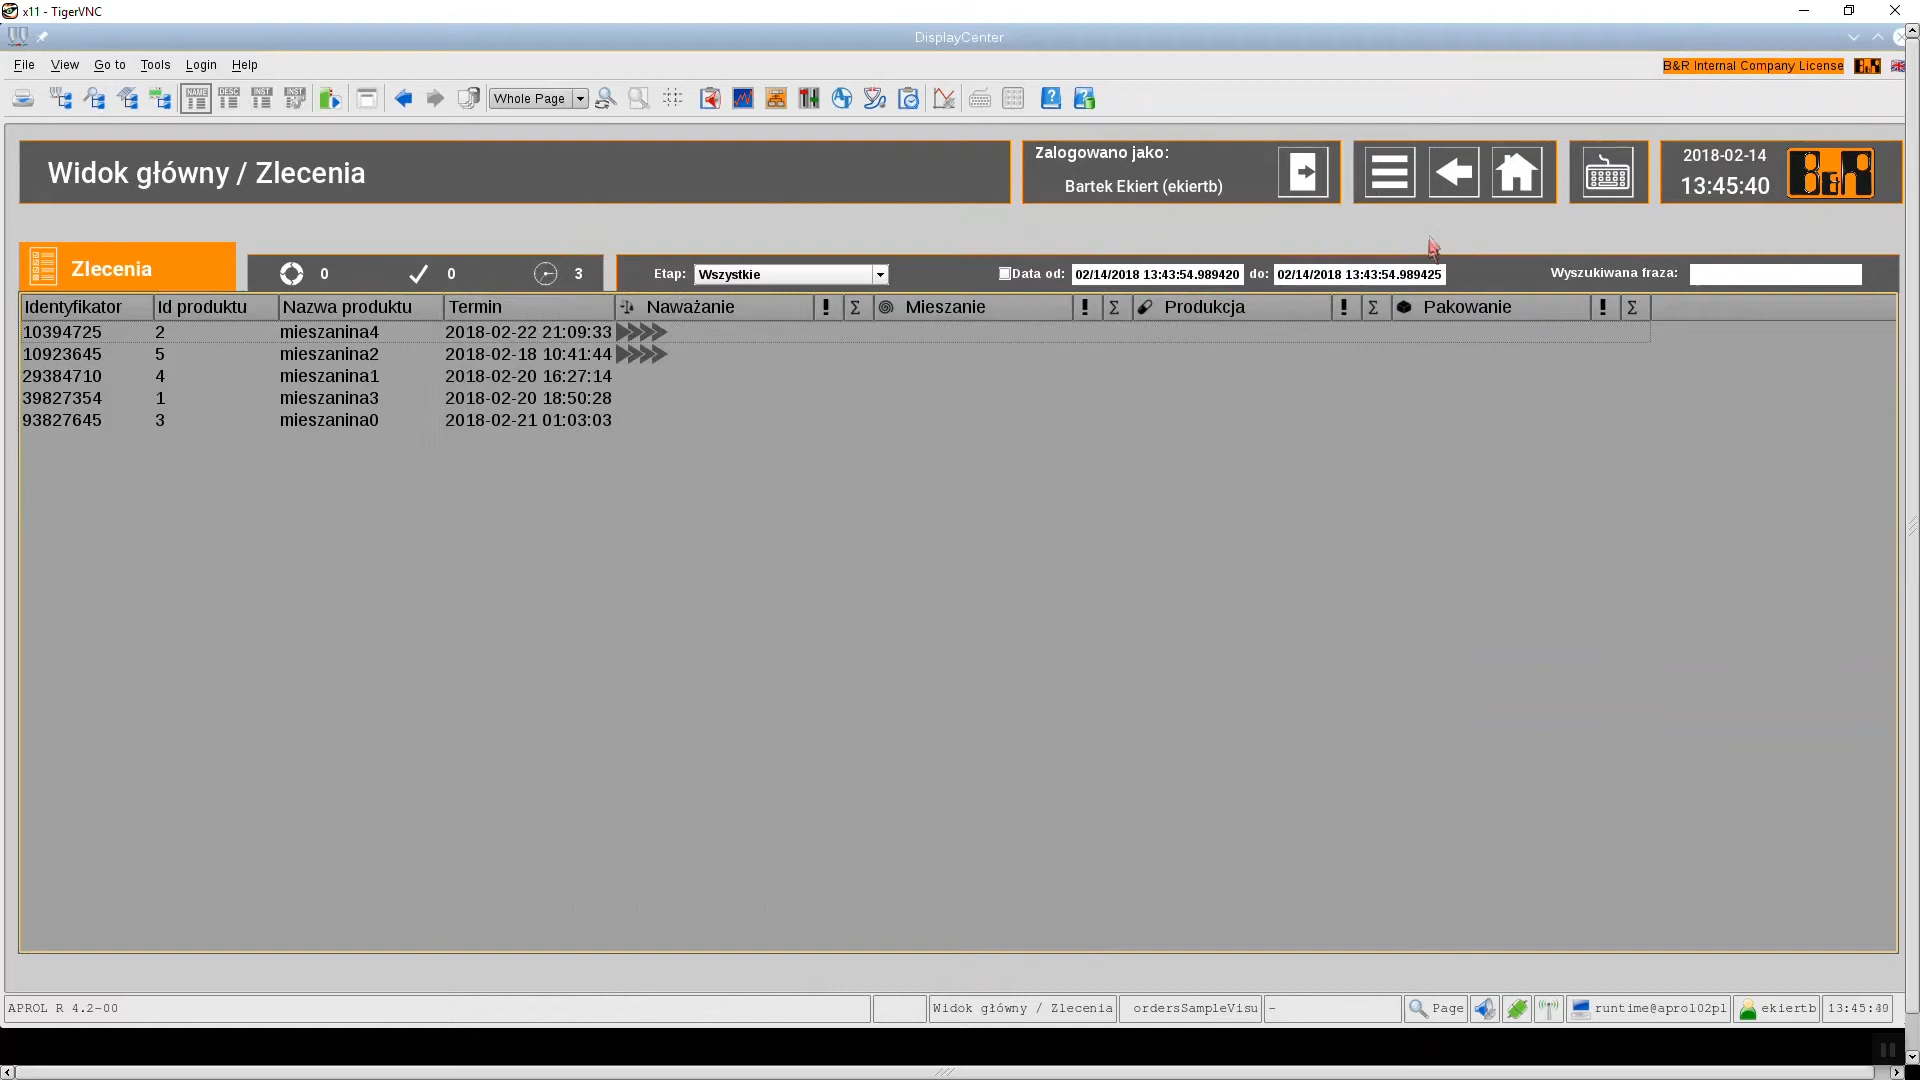 x11 - TigerVNC
DisplayCenter
File View Go to Tools Login Help
B&R Internal Company License
NAME DESC INST INST
Whole Page
Widok główny / Zlecenia
Zalogowano jako:
Bartek Ekiert (ekiertb)
2018-02-14
13:45:40
B&R
Zlecenia
0 0 3
Etap: Wszystkie
Data od: 02/14/2018 13:43:54.989420 do: 02/14/2018 13:43:54.989425
Wyszukiwana fraza:
Identyfikator Id produktu Nazwa produktu Termin Naważanie ! Σ Mieszanie ! Σ Produkcja ! Σ Pakowanie ! Σ
10394725 2 mieszanina4 2018-02-22 21:09:33
10923645 5 mieszanina2 2018-02-18 10:41:44
29384710 4 mieszanina1 2018-02-20 16:27:14
39827354 1 mieszanina3 2018-02-20 18:50:28
93827645 3 mieszanina0 2018-02-21 01:03:03
APROL R 4.2-00 Widok główny / Zlecenia ordersSampleVisu - Page runtime@aprol02pl ekiertb